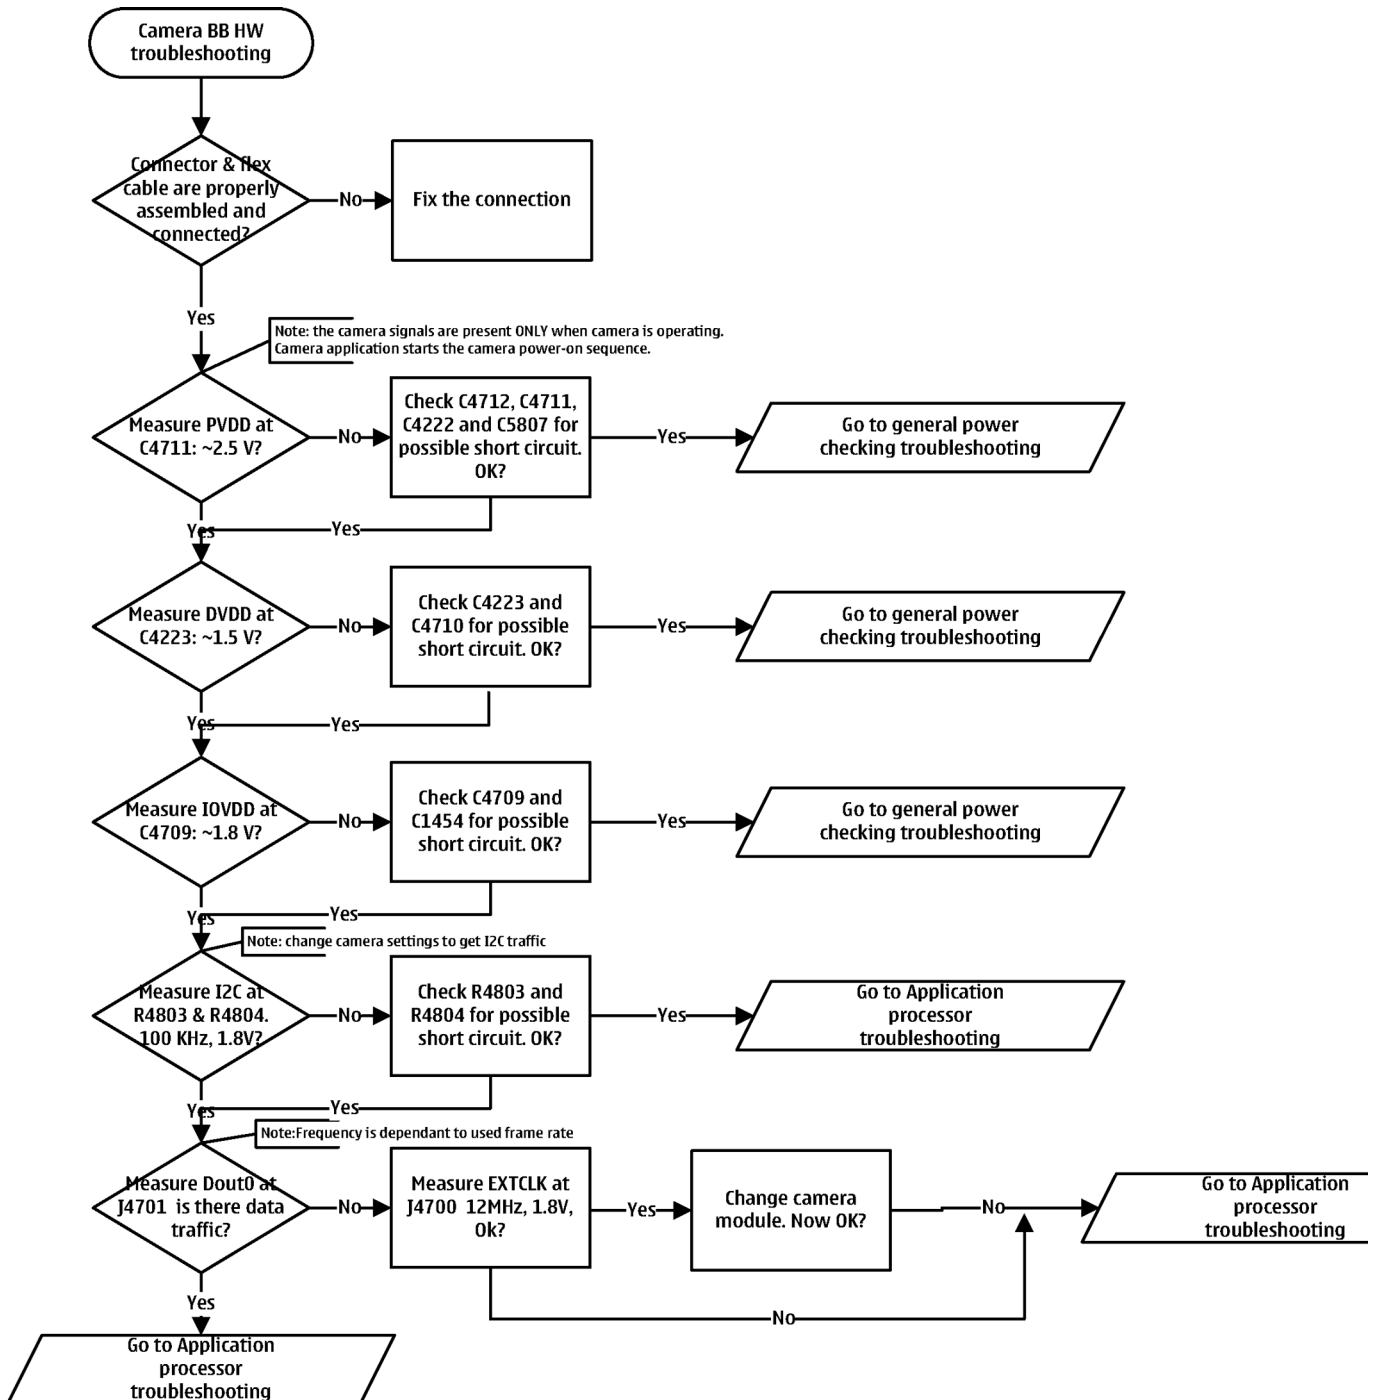 Camera BB HW
troubleshooting
Connector & flex
cable are properly
assembled and
connected?
No
Fix the connection
Yes
Note: the camera signals are present ONLY when camera is operating.
Camera application starts the camera power-on sequence.
Measure PVDD at
C4711: ~2.5 V?
No
Check C4712, C4711,
C4222 and C5807 for
possible short circuit.
OK?
Yes
Go to general power
checking troubleshooting
Yes
Yes
Measure DVDD at
C4223: ~1.5 V?
No
Check C4223 and
C4710 for possible
short circuit. OK?
Yes
Go to general power
checking troubleshooting
Yes
Yes
Measure IOVDD at
C4709: ~1.8 V?
No
Check C4709 and
C1454 for possible
short circuit. OK?
Yes
Go to general power
checking troubleshooting
Yes
Yes
Note: change camera settings to get I2C traffic
Measure I2C at
R4803 & R4804.
100 KHz, 1.8V?
No
Check R4803 and
R4804 for possible
short circuit. OK?
Yes
Go to Application
processor
troubleshooting
Yes
Yes
Note:Frequency is dependant to used frame rate
Measure Dout0 at
J4701 is there data
traffic?
No
Measure EXTCLK at
J4700 12MHz, 1.8V,
Ok?
Yes
Change camera
module. Now OK?
No
Go to Application
processor
troubleshooting
Yes
No
Go to Application
processor
troubleshooting